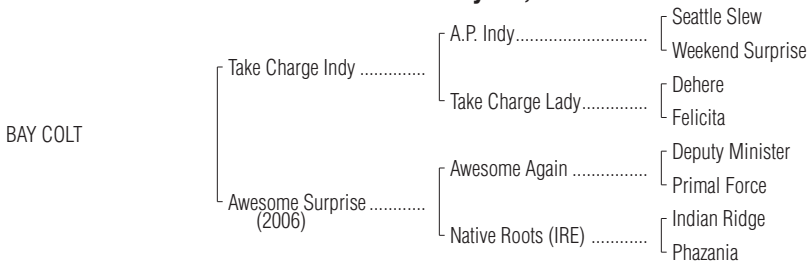 Seattle Slew
A.P. Indy
Weekend Surprise
Take Charge Indy
Dehere
Take Charge Lady
Felicita
BAY COLT
Deputy Minister
Awesome Again
Primal Force
Awesome Surprise
(2006)
Indian Ridge
Native Roots (IRE)
Phazania